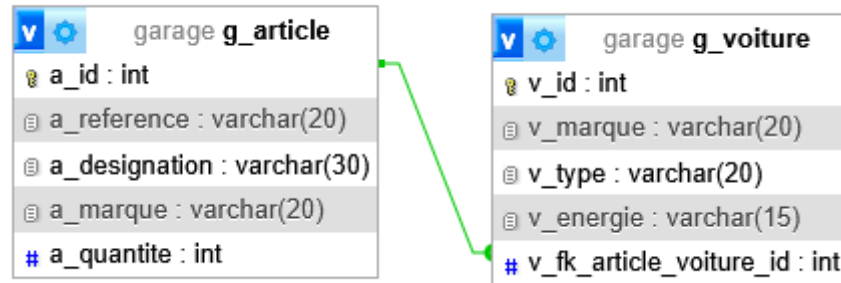 v garage g_article
a_id : int
a_reference : varchar(20)
a_designation : varchar(30)
a_marque : varchar(20)
# a_quantite : int
v garage g_voiture
v_id : int
v_marque : varchar(20)
v_type : varchar(20)
v_energie : varchar(15)
# v_fk_article_voiture_id : int